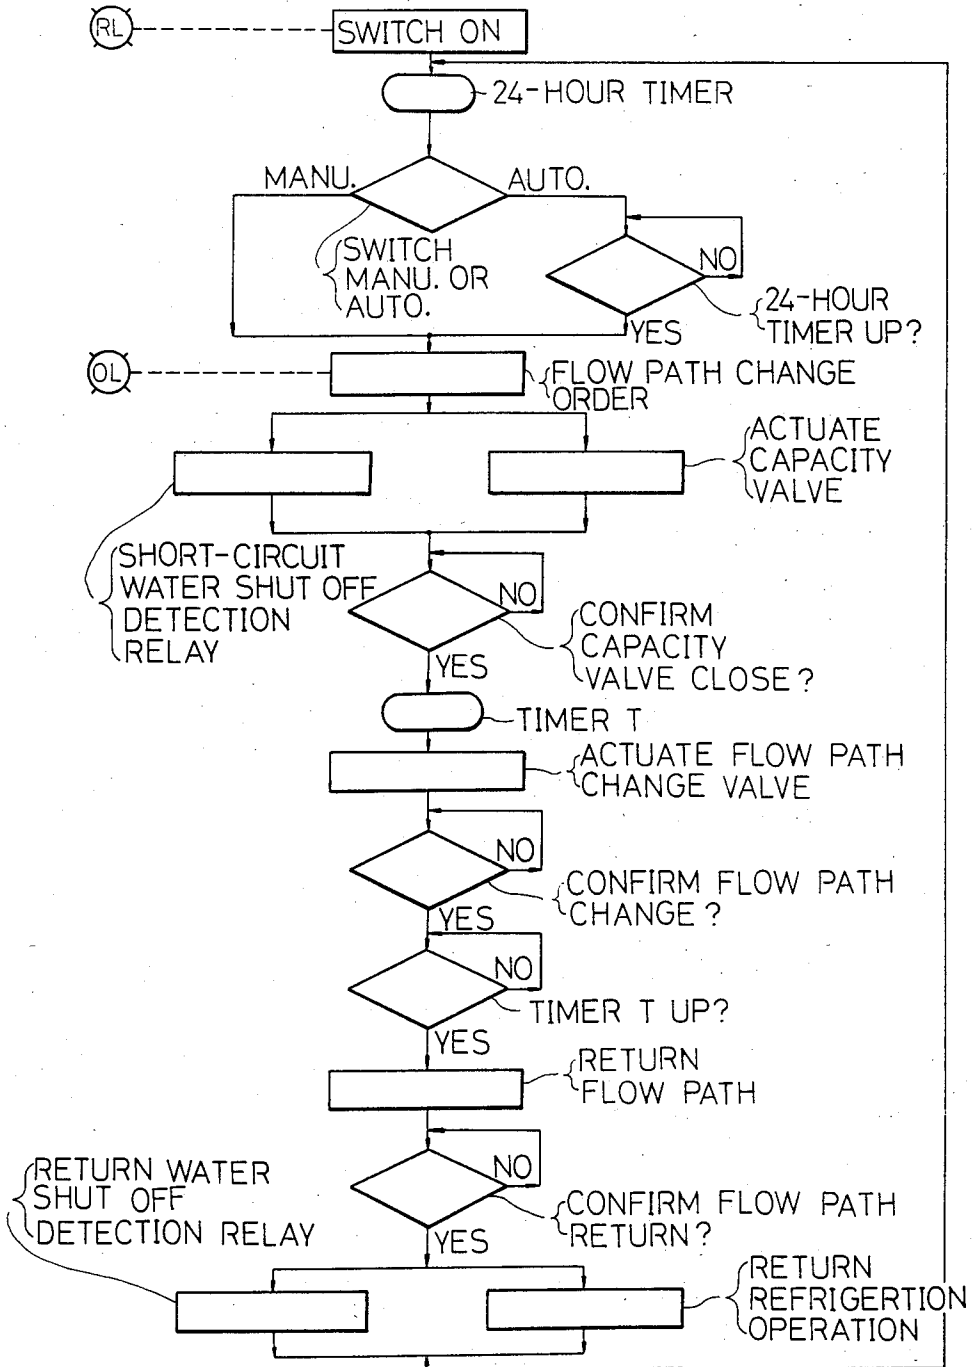 RL
SWITCH ON
24-HOUR TIMER
MANU.
AUTO.
SWITCH
MANU. OR
AUTO.
NO
YES
24-HOUR
TIMER UP?
OL
FLOW PATH CHANGE
ORDER
ACTUATE
CAPACITY
VALVE
SHORT-CIRCUIT
WATER SHUT OFF
DETECTION
RELAY
NO
YES
CONFIRM
CAPACITY
VALVE CLOSE?
TIMER T
ACTUATE FLOW PATH
CHANGE VALVE
NO
YES
CONFIRM FLOW PATH
CHANGE?
NO
TIMER T UP?
YES
RETURN
FLOW PATH
NO
YES
CONFIRM FLOW PATH
RETURN?
RETURN WATER
SHUT OFF
DETECTION RELAY
RETURN
REFRIGERTION
OPERATION